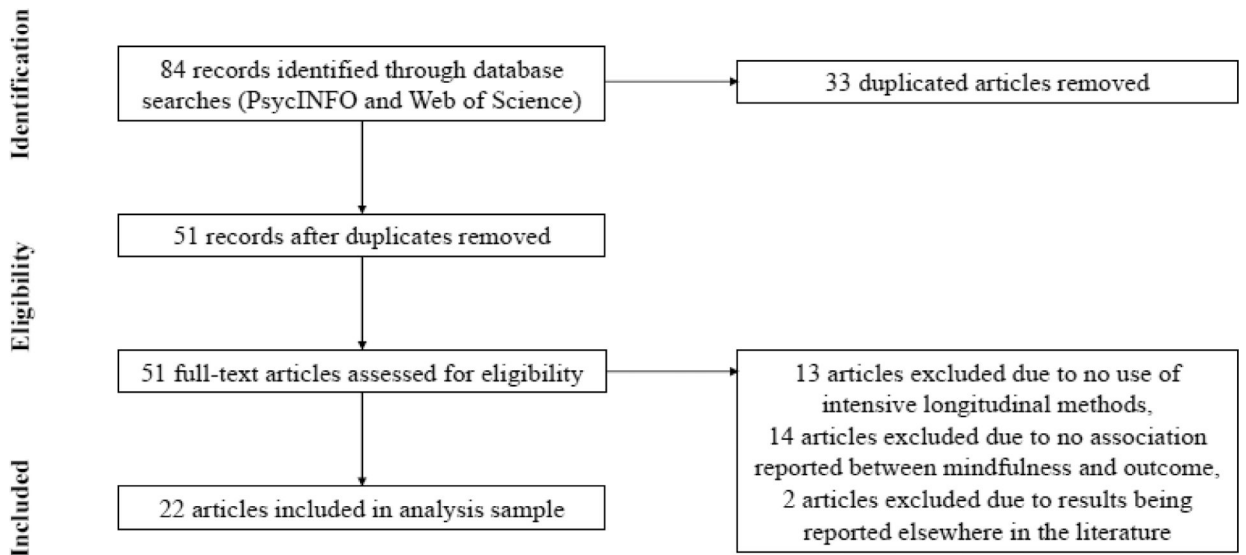 Identification
84 records identified through database
searches (PsycINFO and Web of Science)
33 duplicated articles removed
Eligibility
51 records after duplicates removed
51 full-text articles assessed for eligibility
13 articles excluded due to no use of
intensive longitudinal methods,
14 articles excluded due to no association
reported between mindfulness and outcome,
2 articles excluded due to results being
reported elsewhere in the literature
Included
22 articles included in analysis sample